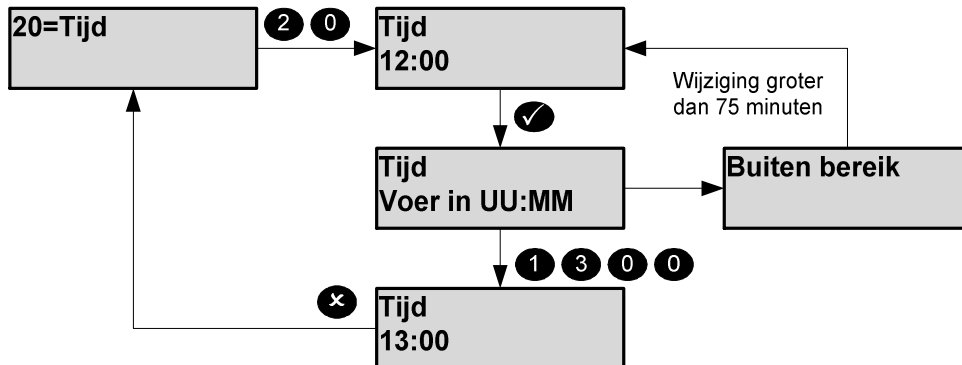 20=Tijd
2 0
Tijd
12:00
Wijziging groter
dan 75 minuten
Tijd
Voer in UU:MM
Buiten bereik
1 3 0 0
Tijd
13:00